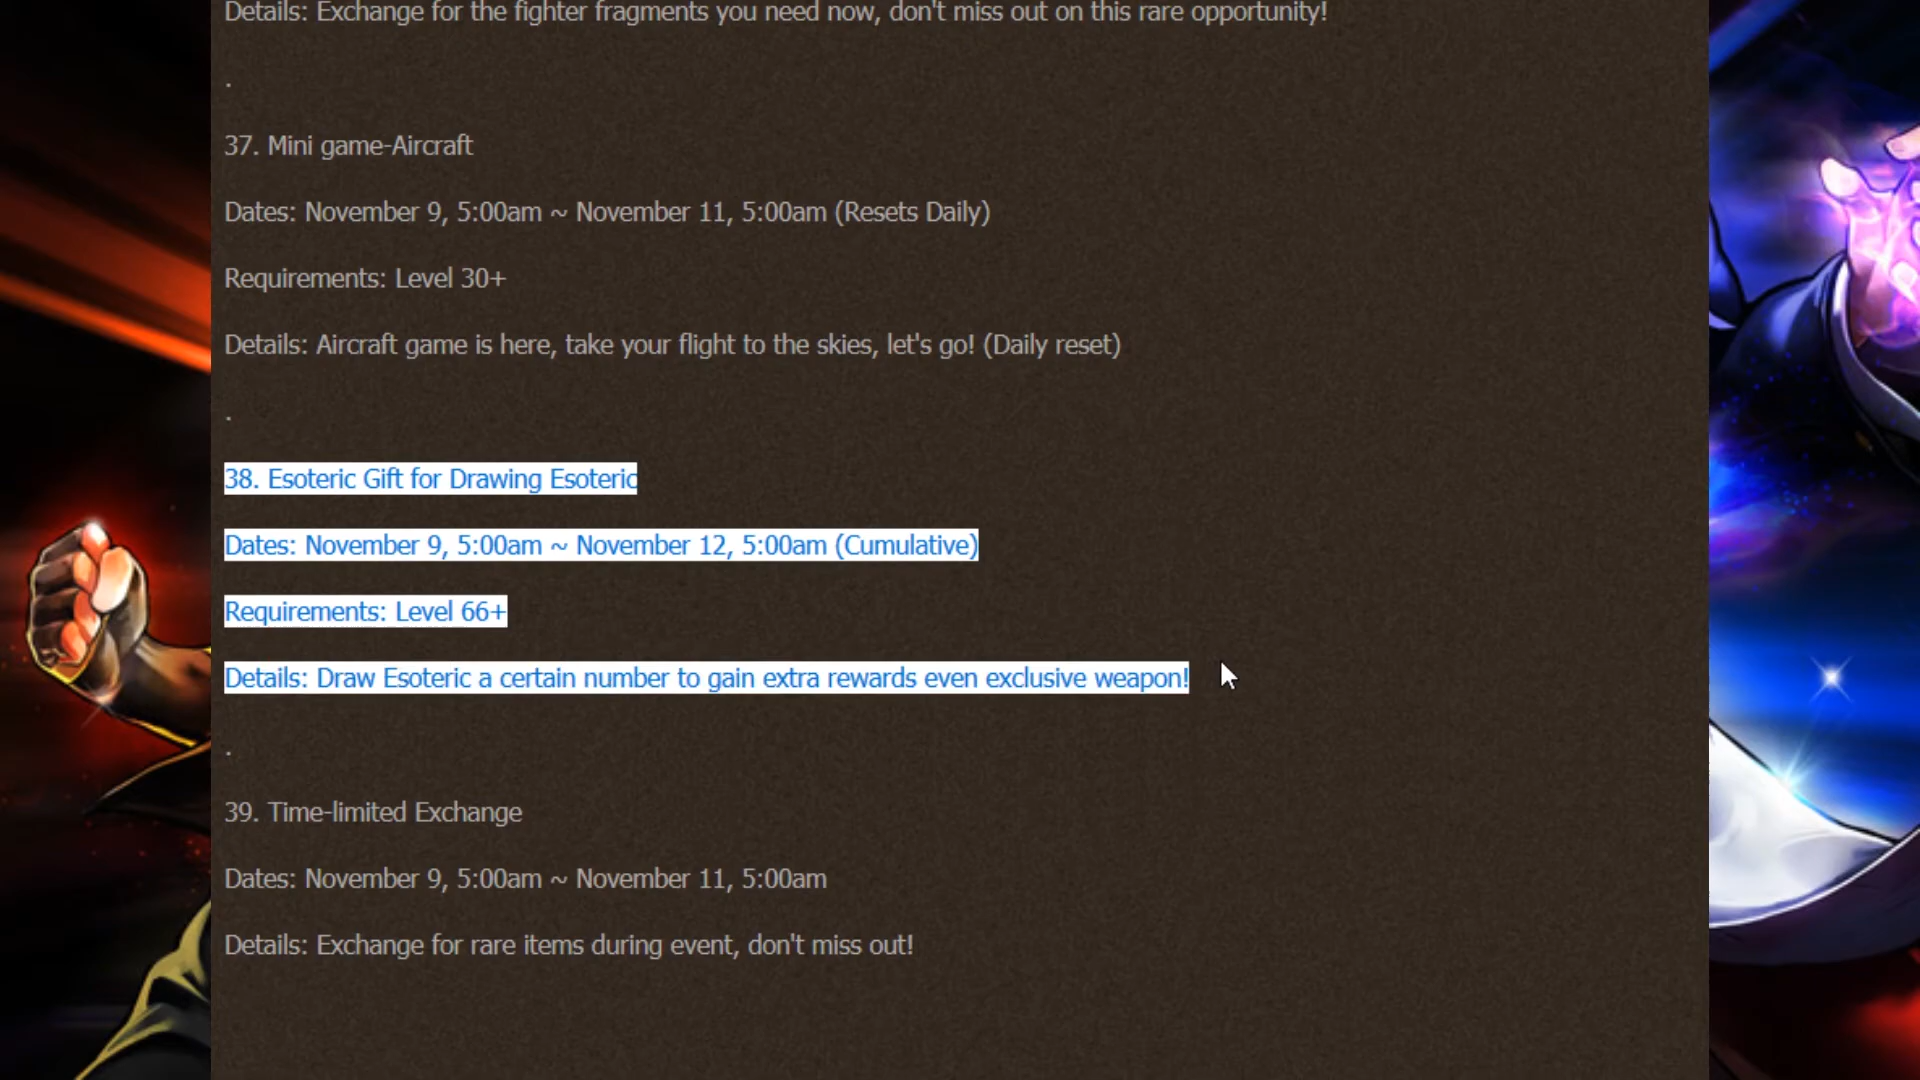 Details: Exchange for the fighter fragments you need now, don't miss out on this rare opportunity!
.
37. Mini game-Aircraft
Dates: November 9, 5:00am ~ November 11, 5:00am (Resets Daily)
Requirements: Level 30+
Details: Aircraft game is here, take your flight to the skies, let's go! (Daily reset)
.
38. Esoteric Gift for Drawing Esoteric
Dates: November 9, 5:00am ~ November 12, 5:00am (Cumulative)
Requirements: Level 66+
Details: Draw Esoteric a certain number to gain extra rewards even exclusive weapon!
.
39. Time-limited Exchange
Dates: November 9, 5:00am ~ November 11, 5:00am
Details: Exchange for rare items during event, don't miss out!